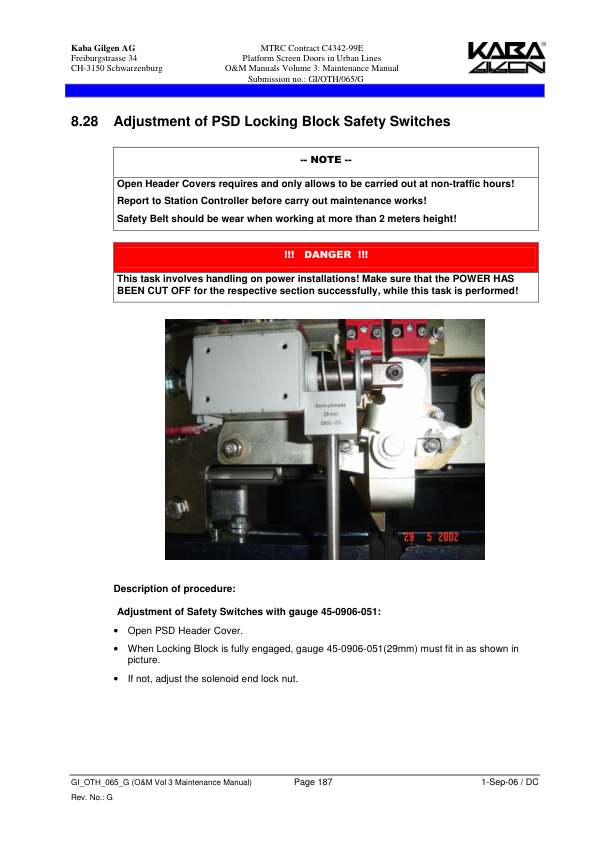 Kaba Gilgen AG
Freiburgstrasse 34
CH-3150 Schwarzenburg
MTRC Contract C4342-99E
Platform Screen Doors in Urban Lines
O&M Manuals Volume 3: Maintenance Manual
Submission no.: GI/OTH/065/G
KABA®
GILGEN
8.28 Adjustment of PSD Locking Block Safety Switches
-- NOTE --
Open Header Covers requires and only allows to be carried out at non-traffic hours!
Report to Station Controller before carry out maintenance works!
Safety Belt should be wear when working at more than 2 meters height!
!!! DANGER !!!
This task involves handling on power installations! Make sure that the POWER HAS
BEEN CUT OFF for the respective section successfully, while this task is performed!
Kontrollmass
29 mm
0906-051
29 5 2002
Description of procedure:
Adjustment of Safety Switches with gauge 45-0906-051:
• Open PSD Header Cover.
• When Locking Block is fully engaged, gauge 45-0906-051(29mm) must fit in as shown in
picture.
• If not, adjust the solenoid end lock nut.
GI_OTH_065_G (O&M Vol 3 Maintenance Manual)
Page 187
1-Sep-06 / DC
Rev. No.: G